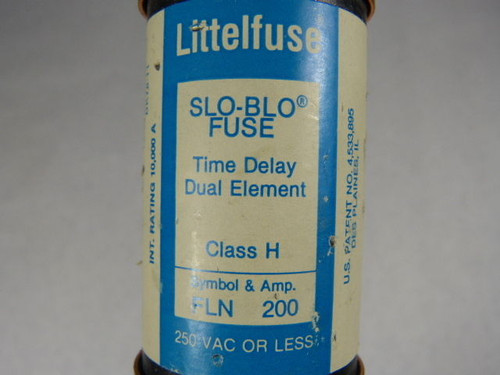 Littelfuse
SLO-BLO®
FUSE
Time Delay
Dual Element
Class H
Symbol & Amp.
FLN 200
250 VAC OR LESS
INT. RATING 10,000 A
U.S. PATENT NO. 4,533,895
DES PLAINES, IL